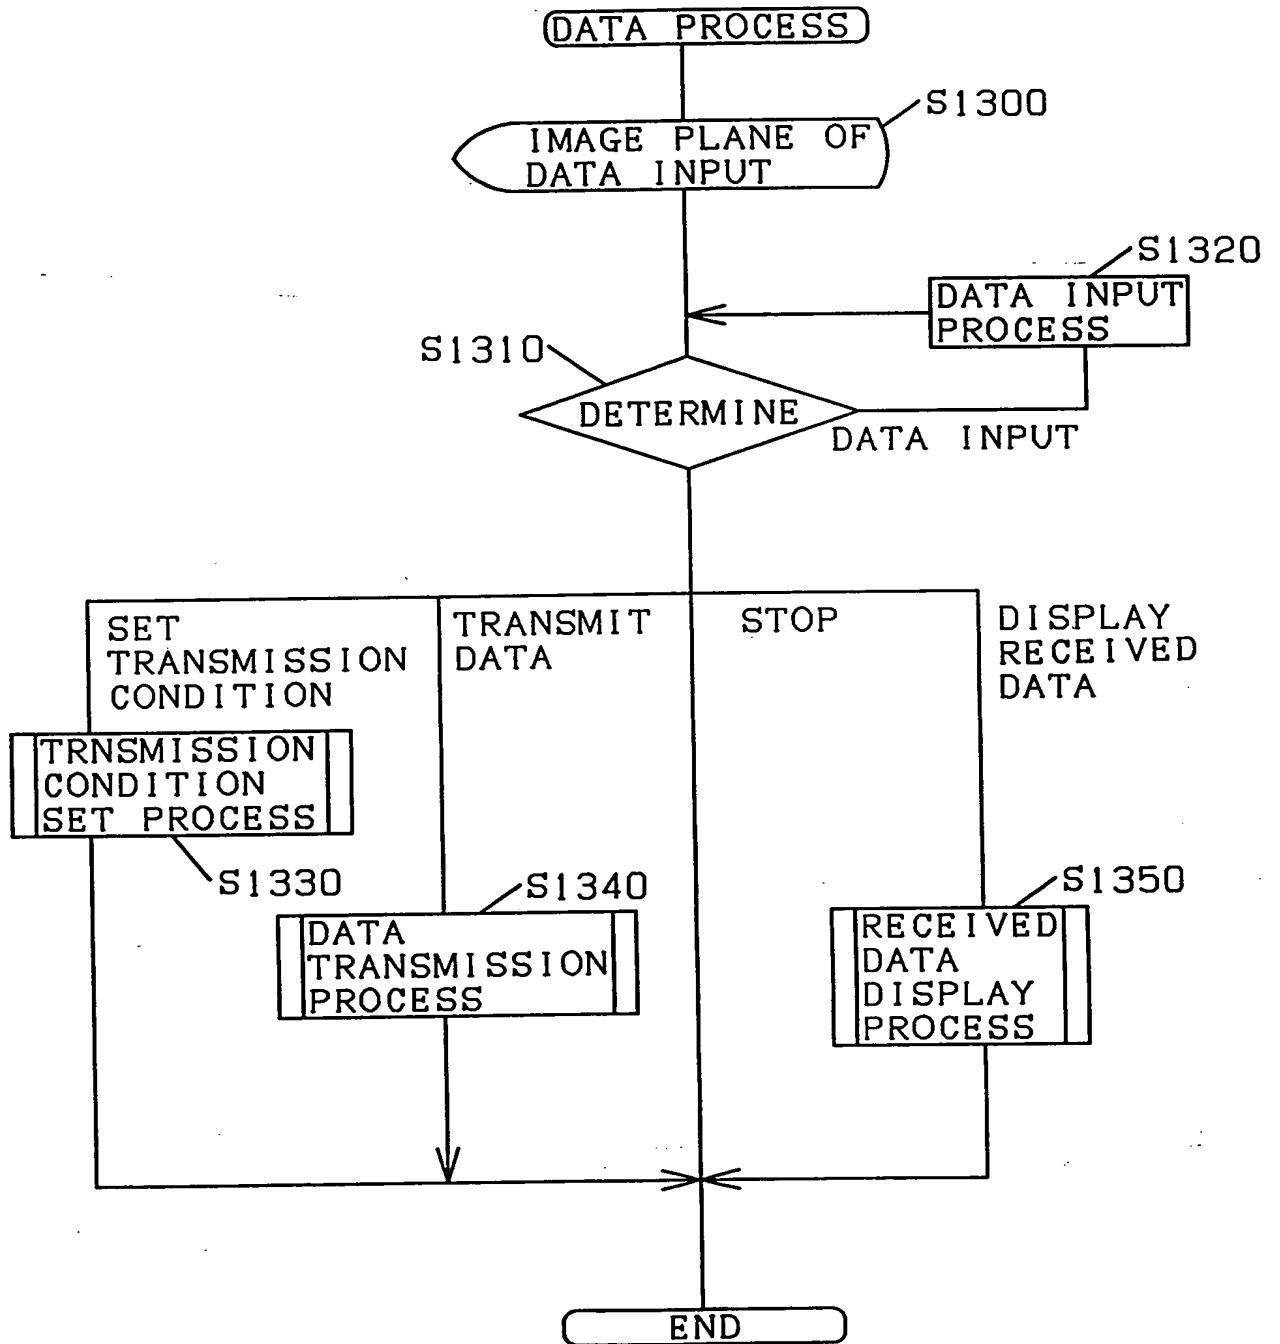 DATA PROCESS
S1300
IMAGE PLANE OF
DATA INPUT
S1320
DATA INPUT
PROCESS
S1310
DETERMINE
DATA INPUT
SET
TRANSMISSION
CONDITION
TRANSMIT
DATA
STOP
DISPLAY
RECEIVED
DATA
TRNSMISSION
CONDITION
SET PROCESS
S1330
S1340
DATA
TRANSMISSION
PROCESS
S1350
RECEIVED
DATA
DISPLAY
PROCESS
END